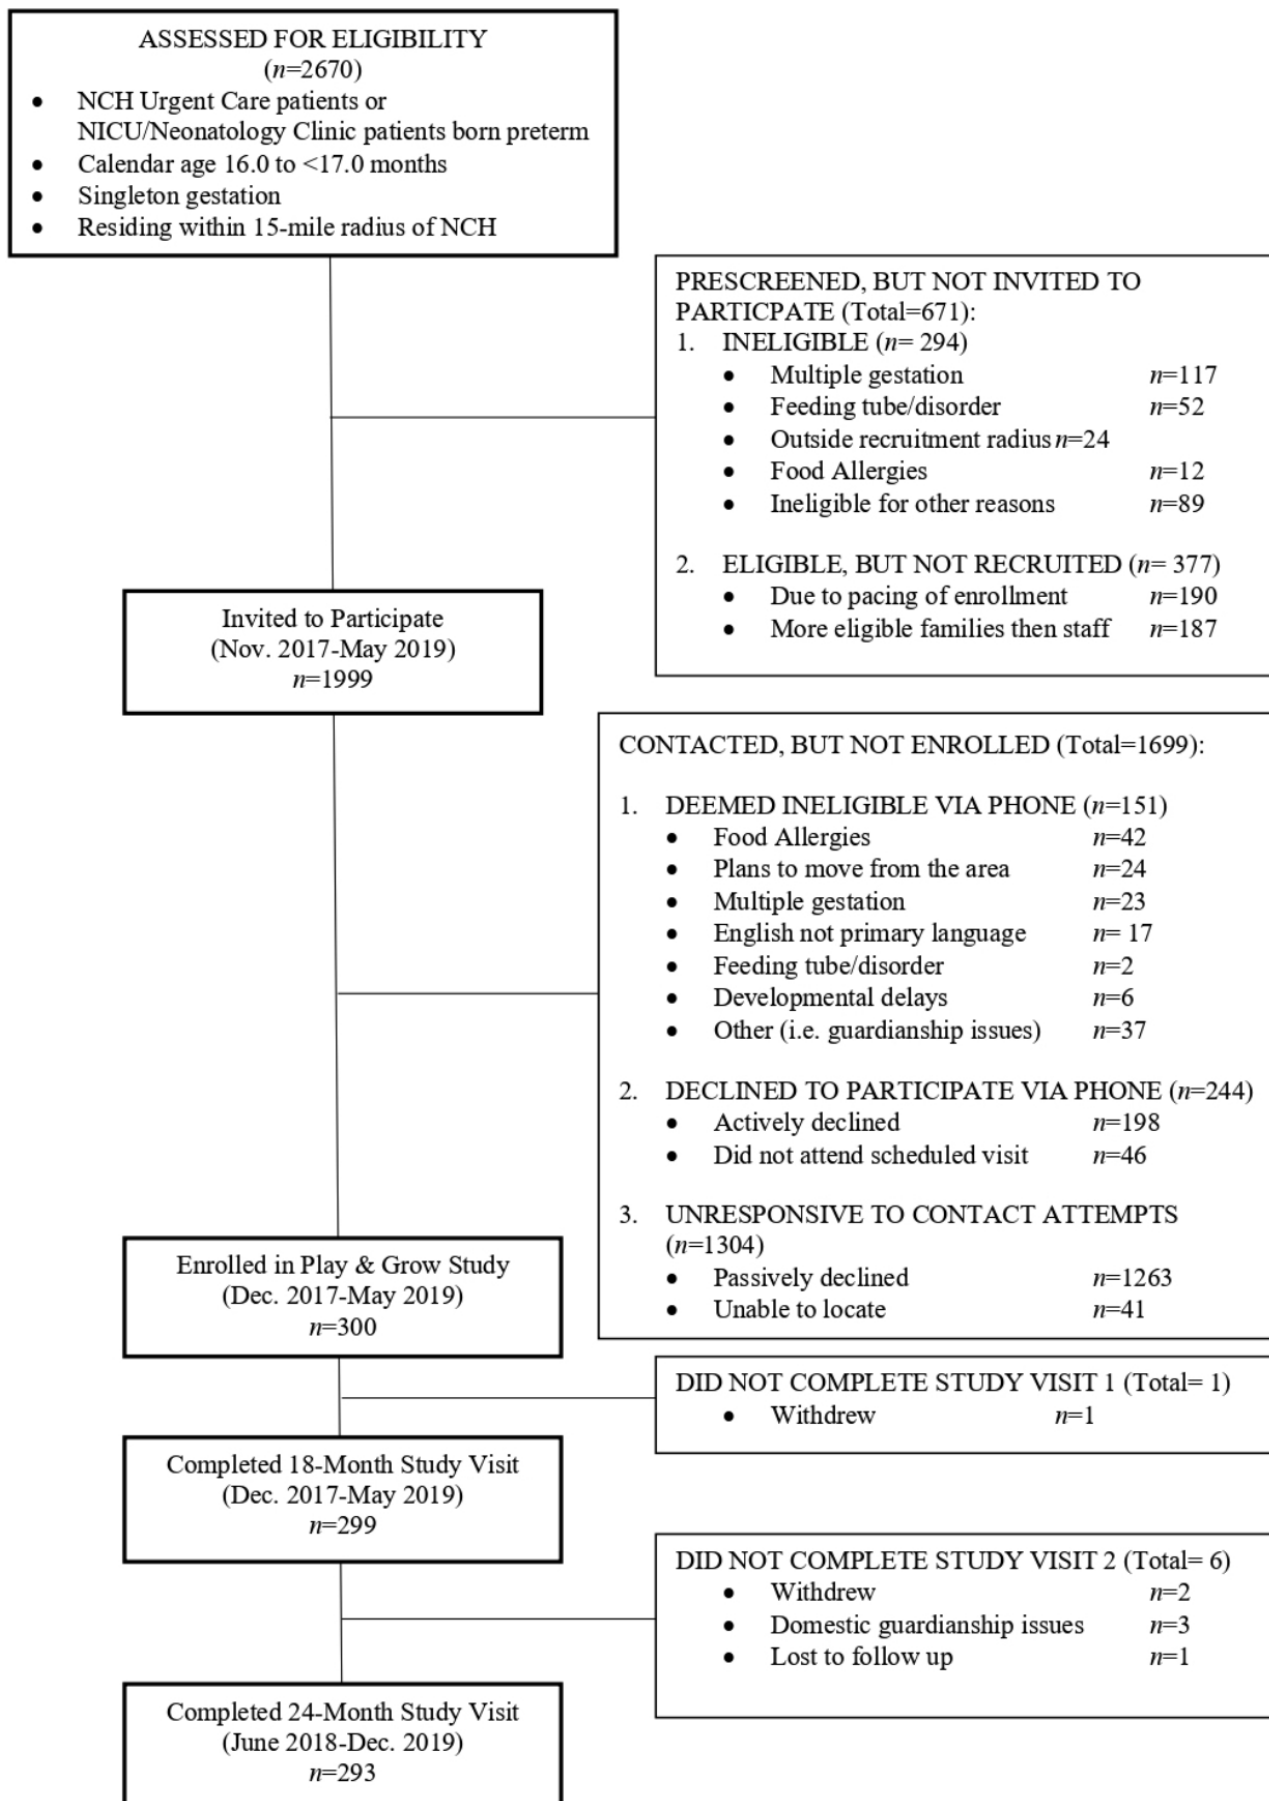 ASSESSED FOR ELIGIBILITY
(n=2670)
• NCH Urgent Care patients or
NICU/Neonatology Clinic patients born preterm
• Calendar age 16.0 to <17.0 months
• Singleton gestation
• Residing within 15-mile radius of NCH
PRESCREENED, BUT NOT INVITED TO
PARTICPATE (Total=671):
1. INELIGIBLE (n= 294)
• Multiple gestation n=117
• Feeding tube/disorder n=52
• Outside recruitment radius n=24
• Food Allergies n=12
• Ineligible for other reasons n=89
2. ELIGIBLE, BUT NOT RECRUITED (n= 377)
• Due to pacing of enrollment n=190
• More eligible families then staff n=187
Invited to Participate
(Nov. 2017-May 2019)
n=1999
CONTACTED, BUT NOT ENROLLED (Total=1699):
1. DEEMED INELIGIBLE VIA PHONE (n=151)
• Food Allergies n=42
• Plans to move from the area n=24
• Multiple gestation n=23
• English not primary language n= 17
• Feeding tube/disorder n=2
• Developmental delays n=6
• Other (i.e. guardianship issues) n=37
2. DECLINED TO PARTICIPATE VIA PHONE (n=244)
• Actively declined n=198
• Did not attend scheduled visit n=46
3. UNRESPONSIVE TO CONTACT ATTEMPTS
(n=1304)
• Passively declined n=1263
• Unable to locate n=41
Enrolled in Play & Grow Study
(Dec. 2017-May 2019)
n=300
DID NOT COMPLETE STUDY VISIT 1 (Total= 1)
• Withdrew n=1
Completed 18-Month Study Visit
(Dec. 2017-May 2019)
n=299
DID NOT COMPLETE STUDY VISIT 2 (Total= 6)
• Withdrew n=2
• Domestic guardianship issues n=3
• Lost to follow up n=1
Completed 24-Month Study Visit
(June 2018-Dec. 2019)
n=293